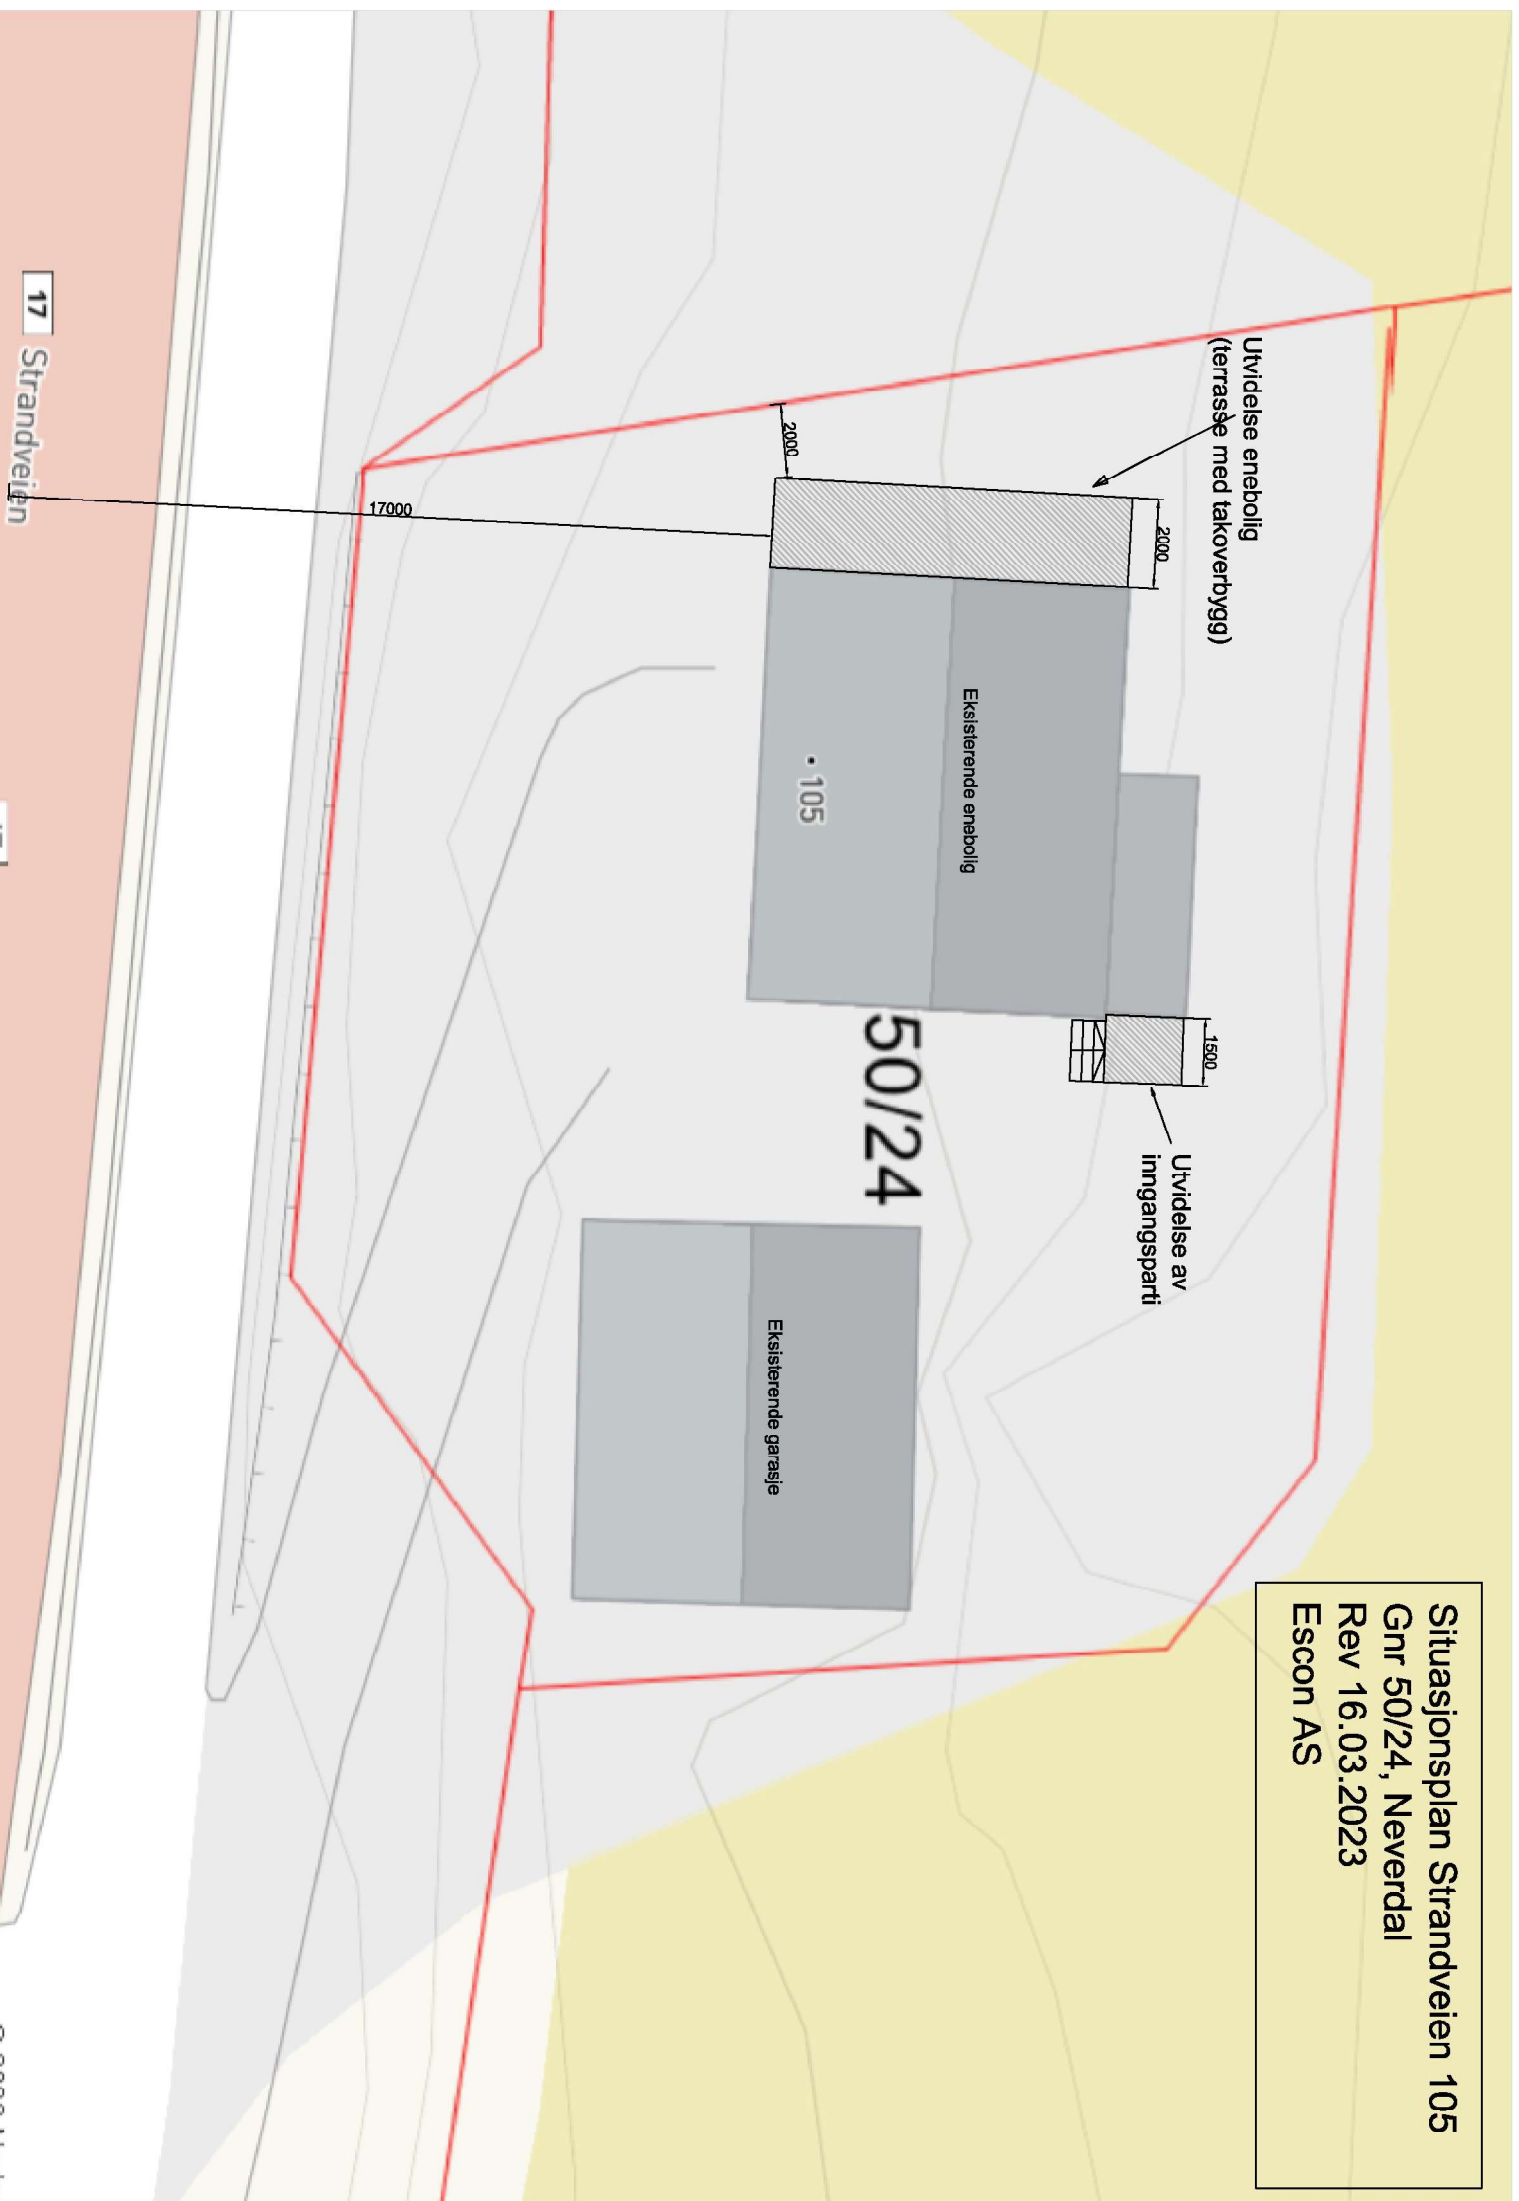 Situasjonsplan Strandveien 105
Gnr 50/24, Neverdal
Rev 16.03.2023
Escon AS
Utvidelse enebolig
(terrasse med takoverbygg)
2000
1500
Utvidelse av
inngangsparti
Eksisterende enebolig
50/24
• 105
2000
Eksisterende garasje
17000
17 Strandveien